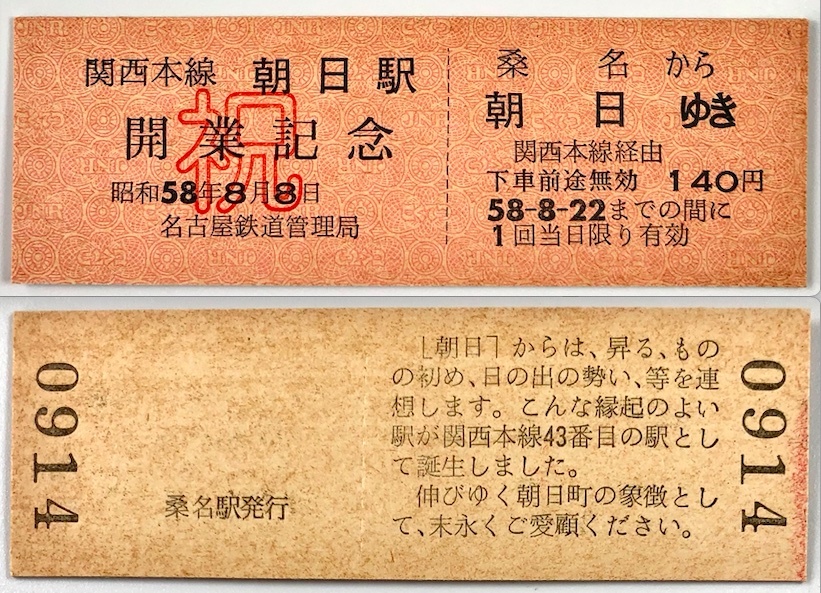 関西本線 朝日駅
祝
開業記念
昭和58年8月8日
名古屋鉄道管理局
桑名から
朝日ゆき
関西本線経由
下車前途無効 140円
58-8-22までの間に
1回当日限り有効
0914
桑名駅発行
「朝日」からは、昇る、もの
の初め、日の出の勢い、等を連
想します。こんな縁起のよい
駅が関西本線43番目の駅とし
て誕生しました。
伸びゆく朝日町の象徴とし
て、末永くご愛顧ください。
0914